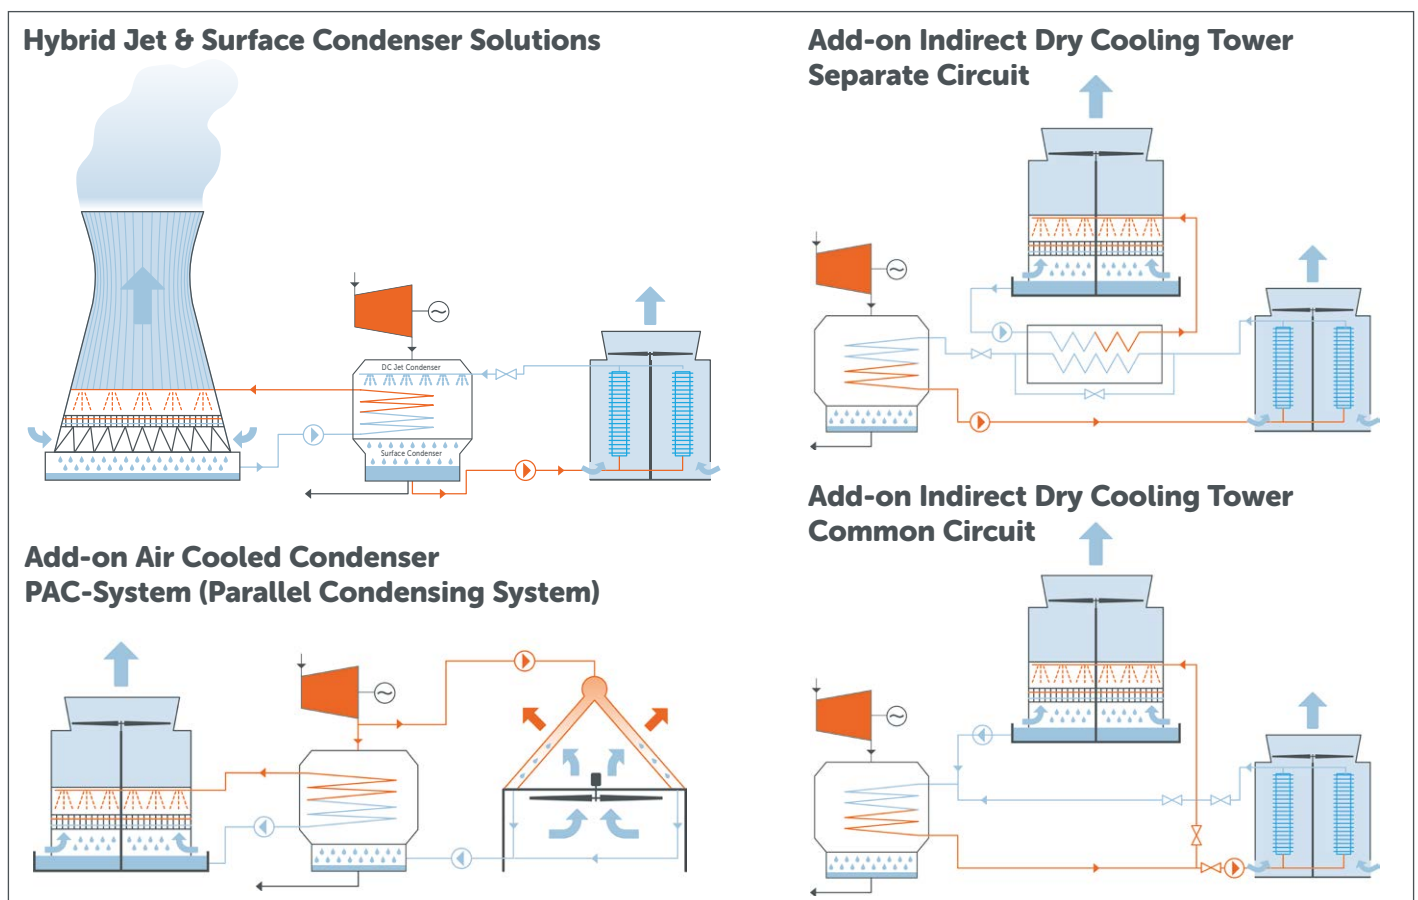 Hybrid Jet & Surface Condenser Solutions
DC Jet Condenser
Surface Condenser
Add-on Air Cooled Condenser
PAC-System (Parallel Condensing System)
Add-on Indirect Dry Cooling Tower
Separate Circuit
Add-on Indirect Dry Cooling Tower
Common Circuit